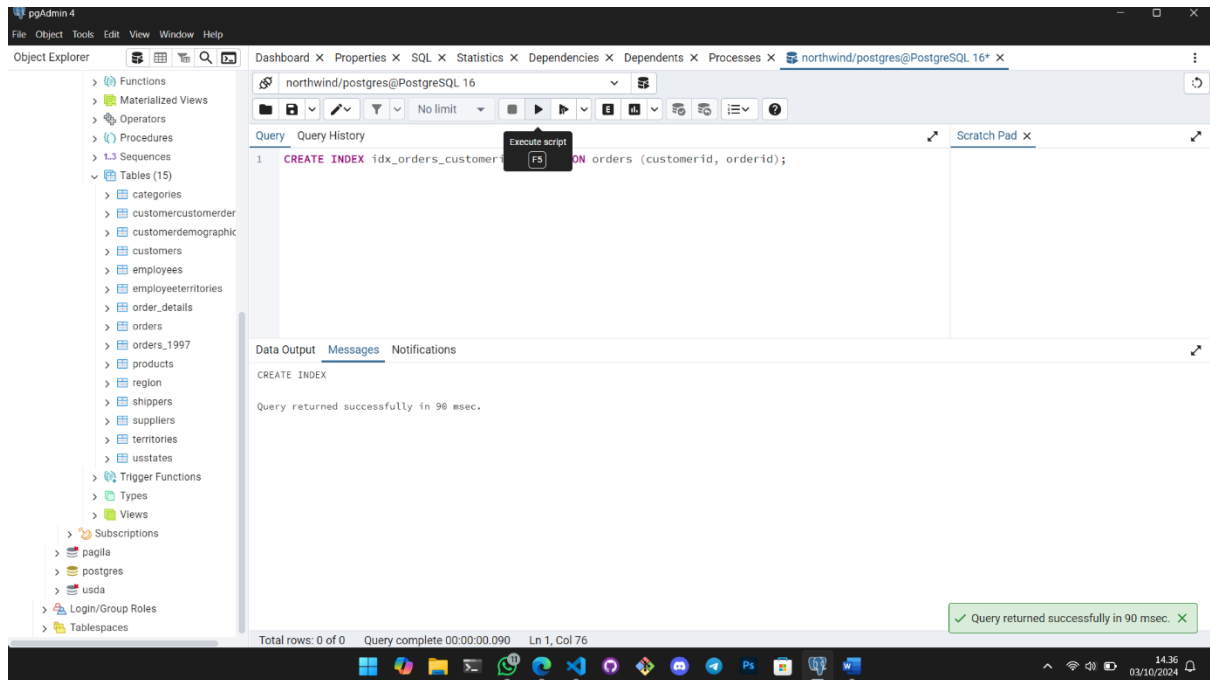 pgAdmin 4
File Object Tools Edit View Window Help
Object Explorer
Dashboard Properties SQL Statistics Dependencies Dependents Processes northwind/postgres@PostgreSQL 16*
Functions
Materialized Views
Operators
Procedures
1..3 Sequences
Tables (15)
categories
customercustomerder
customerdemographic
customers
employees
employeeterritories
order_details
orders
orders_1997
products
region
shippers
suppliers
territories
usstates
Trigger Functions
Types
Views
Subscriptions
pagila
postgres
usda
Login/Group Roles
Tablespaces
northwind/postgres@PostgreSQL 16
No limit
E
Query Query History
Execute script
F5
Scratch Pad
1 CREATE INDEX idx_orders_customeri ON orders (customerid, orderid);
Data Output Messages Notifications
CREATE INDEX
Query returned successfully in 90 msec.
Query returned successfully in 90 msec.
Total rows: 0 of 0 Query complete 00:00:00.090 Ln 1, Col 76
Ps
14.36
03/10/2024